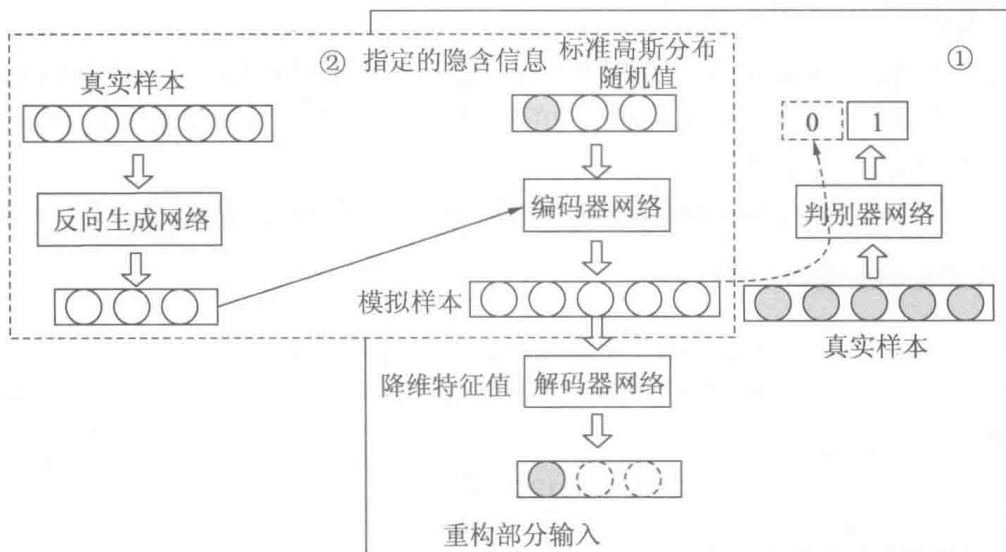 ② 指定的隐含信息
标准高斯分布
随机值
①
真实样本
0 1
反向生成网络
编码器网络
判别器网络
模拟样本
真实样本
降维特征值
解码器网络
重构部分输入